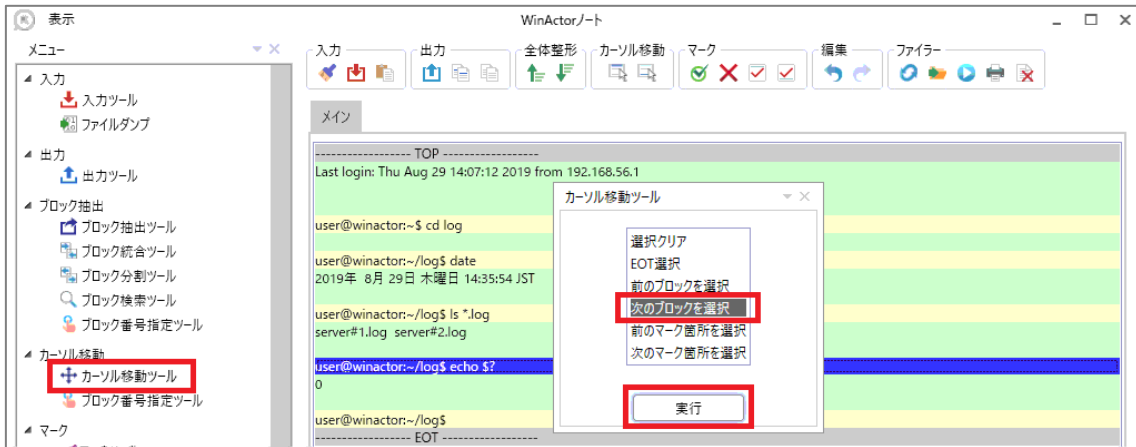 表示
WinActorノート
メニュー
入力
入力ツール
ファイルダンプ
出力
出力ツール
ブロック抽出
ブロック抽出ツール
ブロック統合ツール
ブロック分割ツール
ブロック検索ツール
ブロック番号指定ツール
カーソル移動
カーソル移動ツール
ブロック番号指定ツール
マーク
入力
出力
全体整形
カーソル移動
マーク
編集
ファイラー
メイン
------------------ TOP ------------------
Last login: Thu Aug 29 14:07:12 2019 from 192.168.56.1
user@winactor:~$ cd log
user@winactor:~/log$ date
2019年 8月 29日 木曜日 14:35:54 JST
user@winactor:~/log$ ls *.log
server#1.log server#2.log
user@winactor:~/log$ echo $?
0
user@winactor:~/log$
------------------ EOT ------------------
カーソル移動ツール
選択クリア
EOT選択
前のブロックを選択
次のブロックを選択
前のマーク箇所を選択
次のマーク箇所を選択
実行